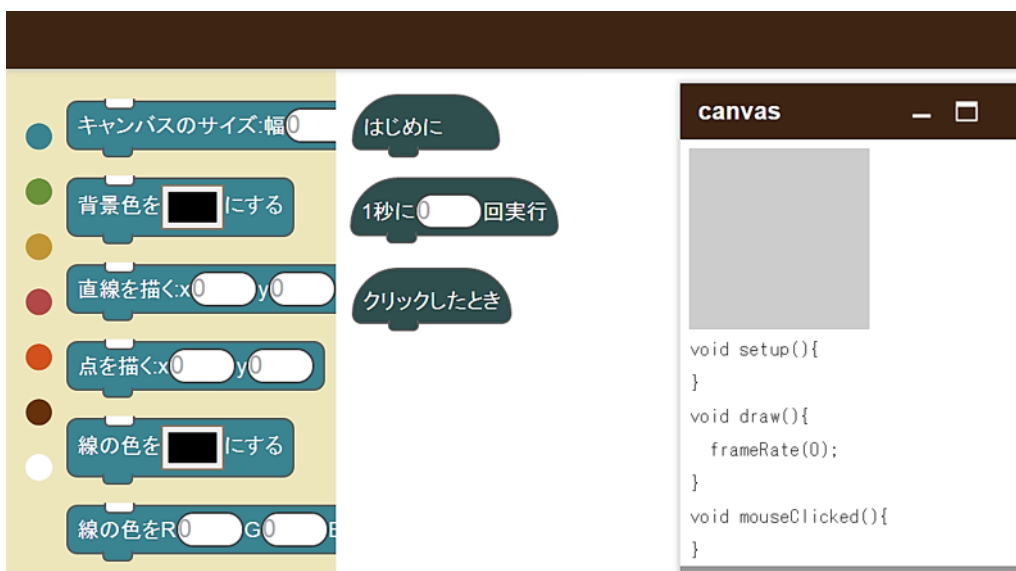 キャンバスのサイズ:幅0
背景色を にする
直線を描く:x0 y0
点を描く:x0 y0
線の色を にする
線の色をR0 G0
はじめに
1秒に0 回実行
クリックしたとき
canvas
void setup(){
}
void draw(){
frameRate(0);
}
void mouseClicked(){
}